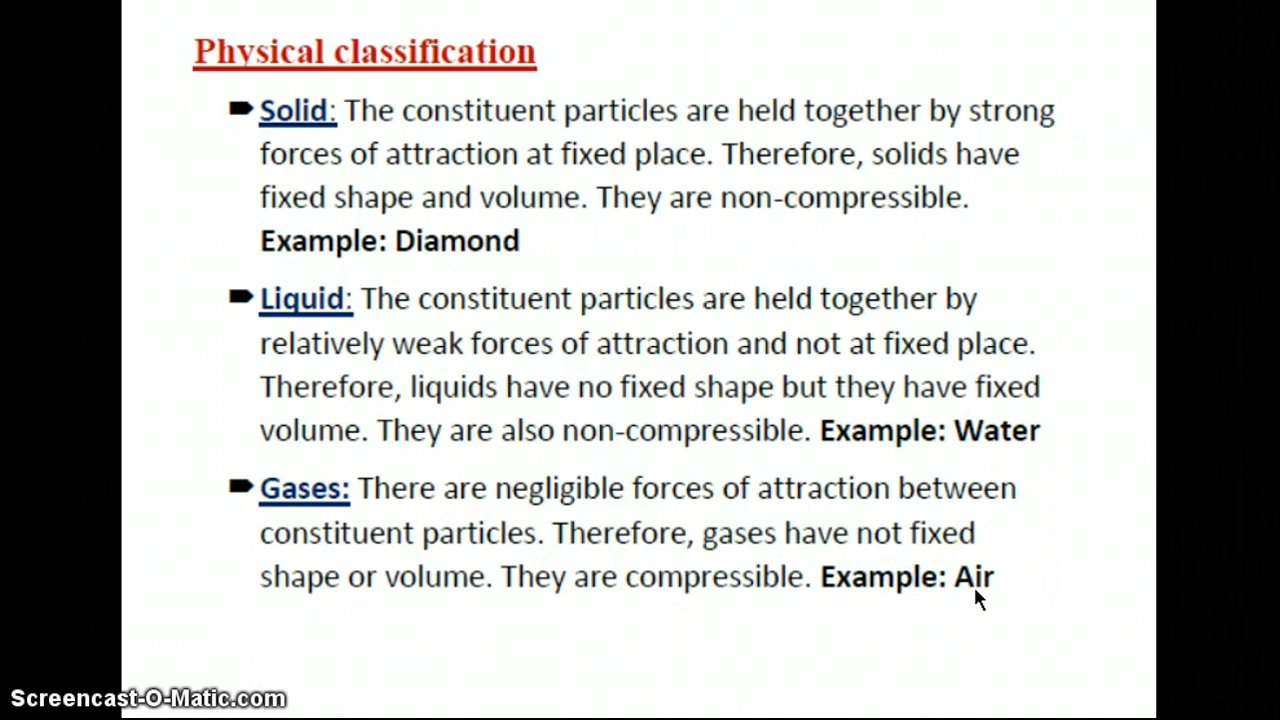 Physical classification
Solid: The constituent particles are held together by strong
forces of attraction at fixed place. Therefore, solids have
fixed shape and volume. They are non-compressible.
Example: Diamond
Liquid: The constituent particles are held together by
relatively weak forces of attraction and not at fixed place.
Therefore, liquids have no fixed shape but they have fixed
volume. They are also non-compressible. Example: Water
Gases: There are negligible forces of attraction between
constituent particles. Therefore, gases have not fixed
shape or volume. They are compressible. Example: Air
Screencast-O-Matic.com